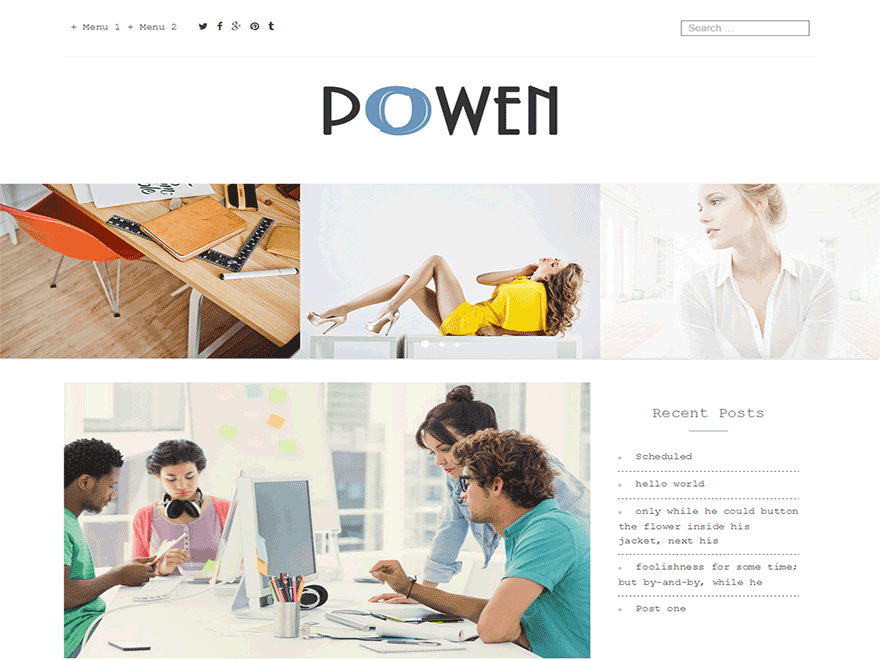 + Menu 1 + Menu 2
Search ...
POWEN
Recent Posts
Scheduled
hello world
only while he could button
the flower inside his
jacket, next his
foolishness for some time;
but by-and-by, while he
Post one